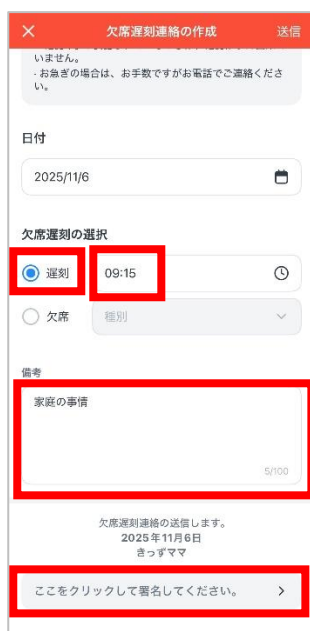 欠席遅刻連絡の作成
送信
いません。
・お急ぎの場合は、お手数ですがお電話でご連絡くださ
い。
日付
2025/11/6
欠席遅刻の選択
遅刻
09:15
欠席
種別
備考
家庭の事情
5/100
欠席遅刻連絡の送信します。
2025年11月6日
きっずママ
ここをクリックして署名してください。